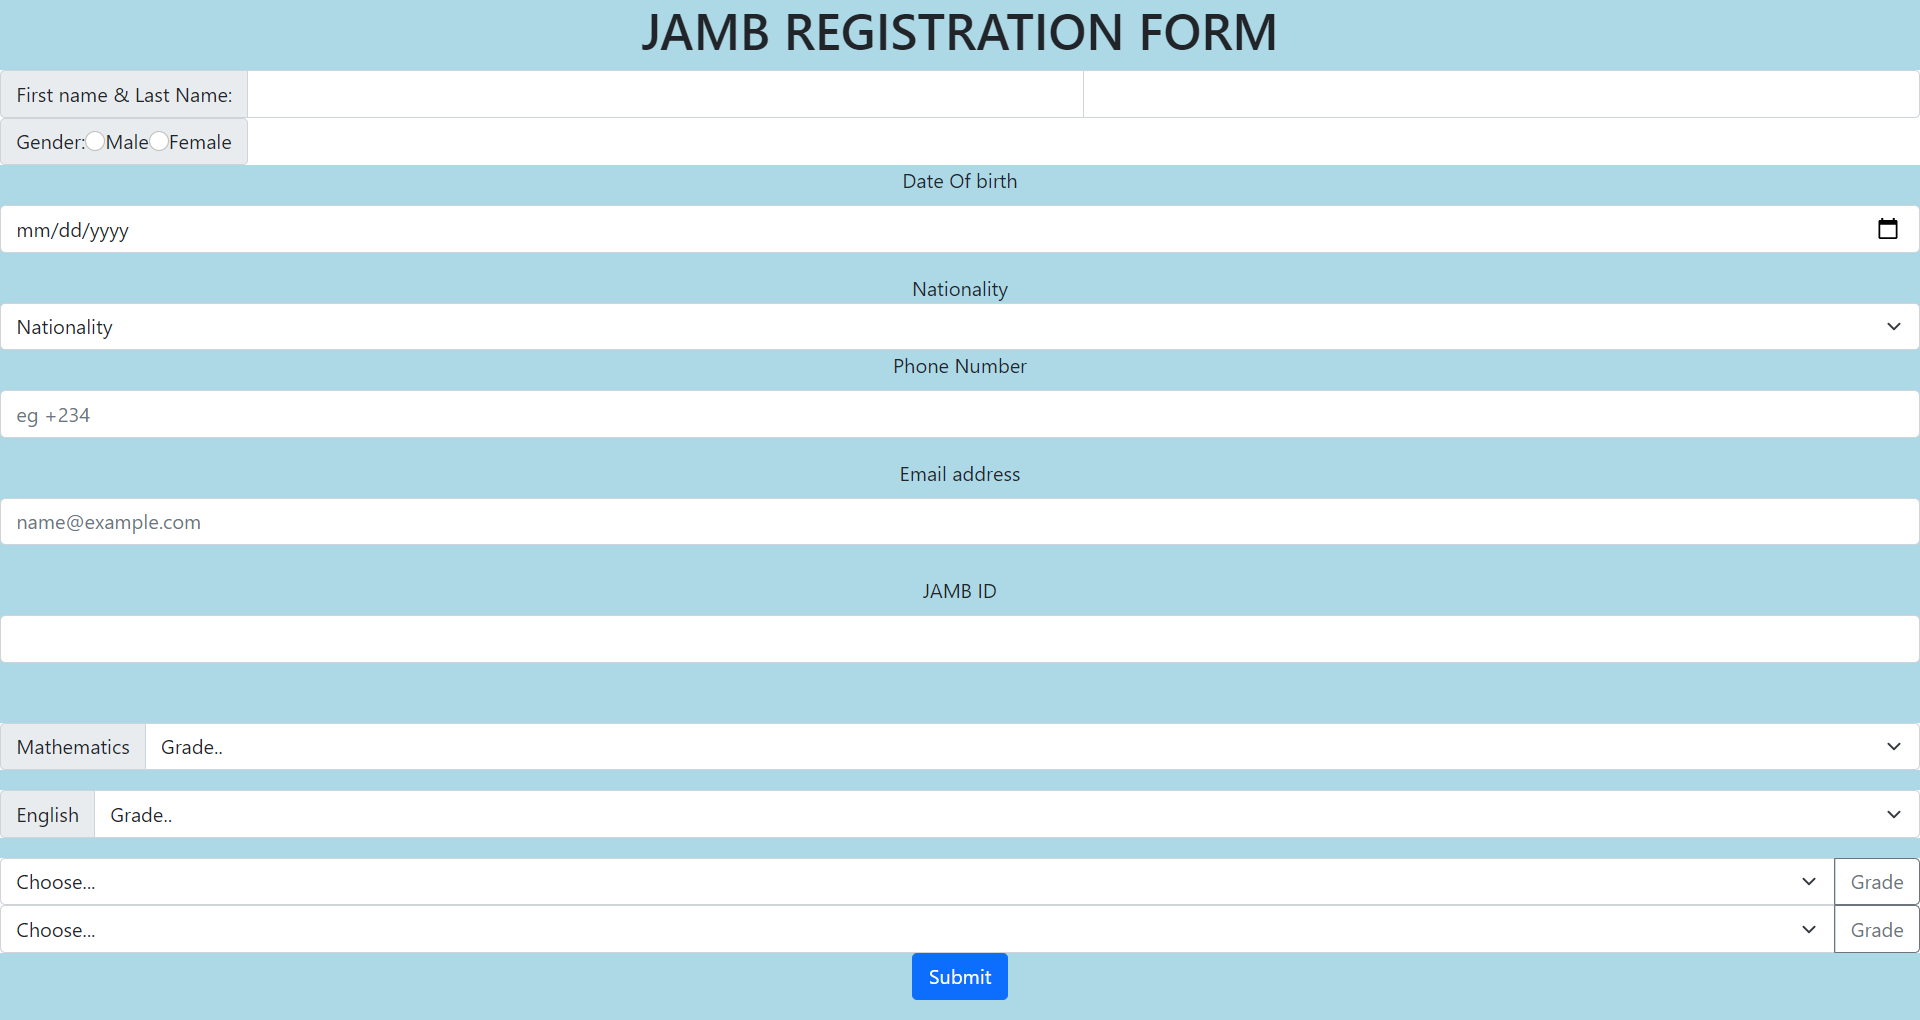 JAMB REGISTRATION FORM
First name & Last Name:
Gender: Male Female
Date Of birth
mm/dd/yyyy
Nationality
Nationality
Phone Number
eg +234
Email address
name@example.com
JAMB ID
Mathematics Grade..
English Grade..
Choose... Grade
Choose... Grade
Submit